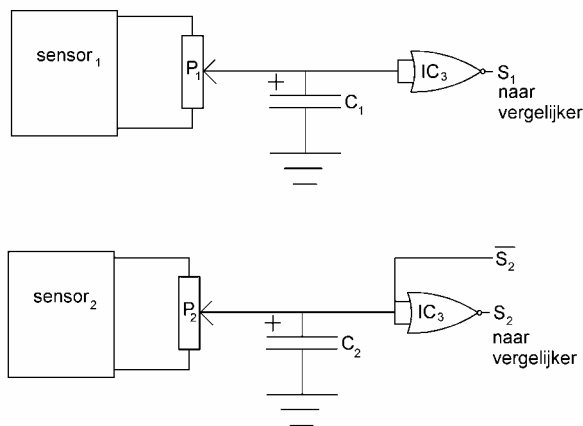 sensor₁
P₁
+
C₁
IC₃
S₁
naar
vergelijker
sensor₂
P₂
+
C₂
IC₃
S̅₂
S₂
naar
vergelijker